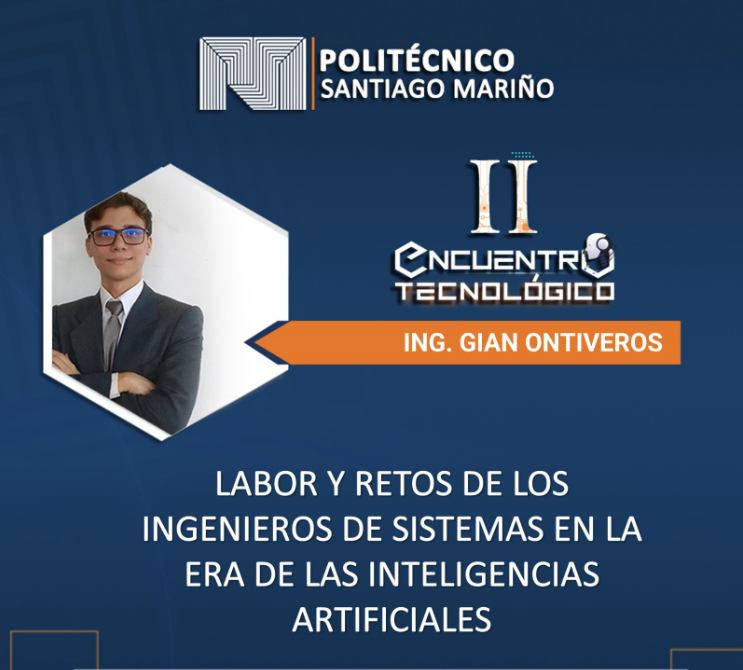 POLITÉCNICO
SANTIAGO MARIÑO
II
ENCUENTRO
TECNOLÓGICO
ING. GIAN ONTIVEROS
LABOR Y RETOS DE LOS
INGENIEROS DE SISTEMAS EN LA
ERA DE LAS INTELIGENCIAS
ARTIFICIALES